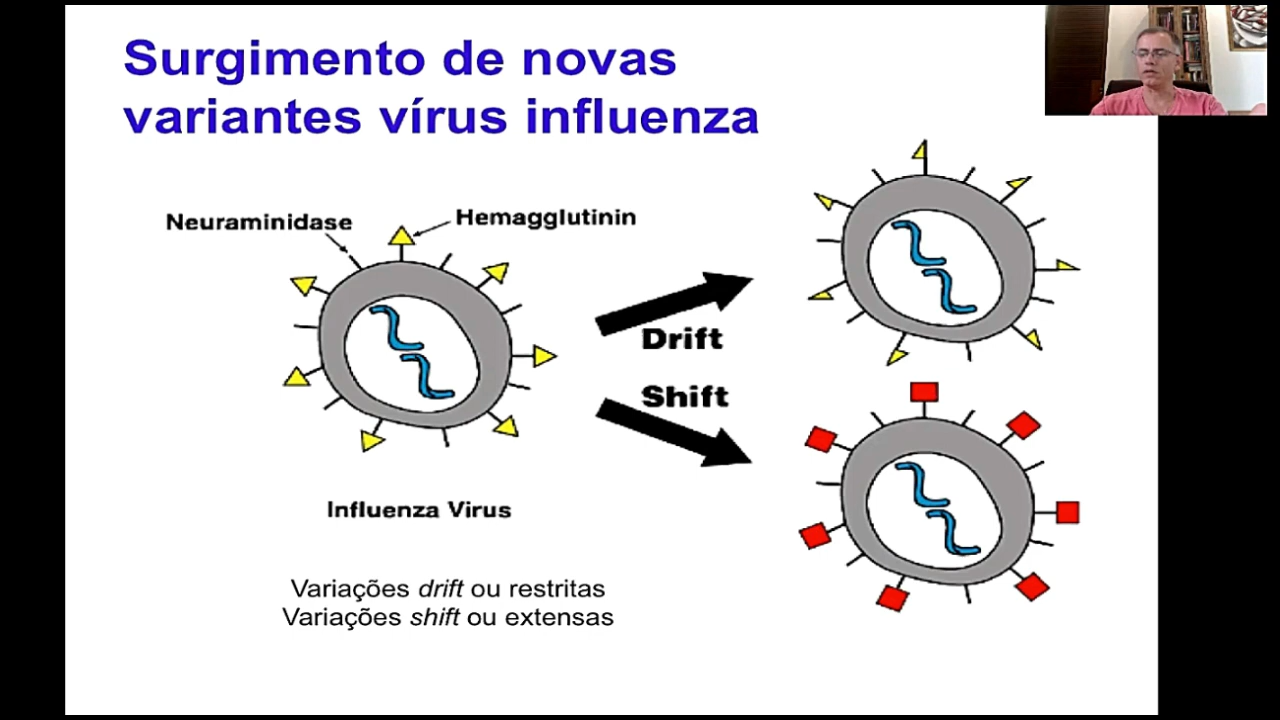 Surgimento de novas
variantes vírus influenza
Neuraminidase
Hemagglutinin
Drift
Shift
Influenza Virus
Variações drift ou restritas
Variações shift ou extensas